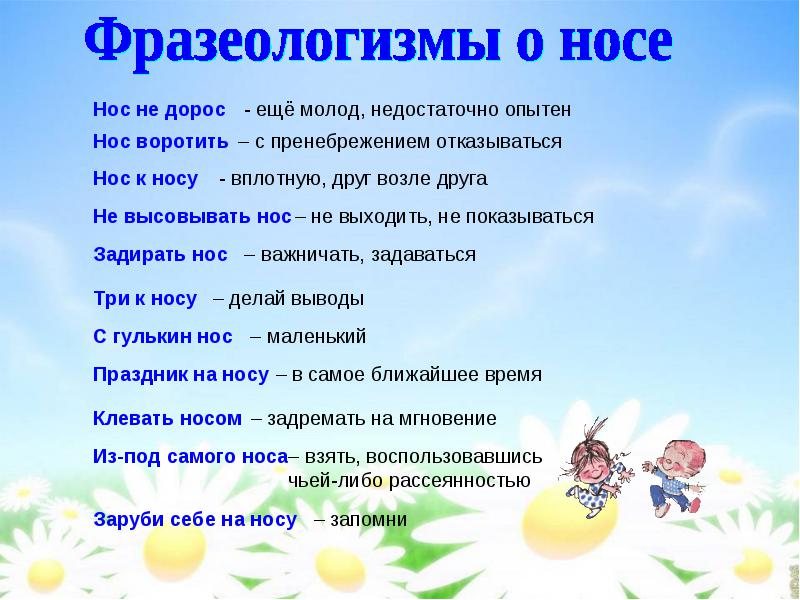 Фразеологизмы о носе
Нос не дорос - ещё молод, недостаточно опытен
Нос воротить – с пренебрежением отказываться
Нос к носу - вплотную, друг возле друга
Не высовывать нос – не выходить, не показываться
Задирать нос – важничать, задаваться
Три к носу – делай выводы
С гулькин нос – маленький
Праздник на носу – в самое ближайшее время
Клевать носом – задремать на мгновение
Из-под самого носа– взять, воспользовавшись
чьей-либо рассеянностью
Заруби себе на носу – запомни